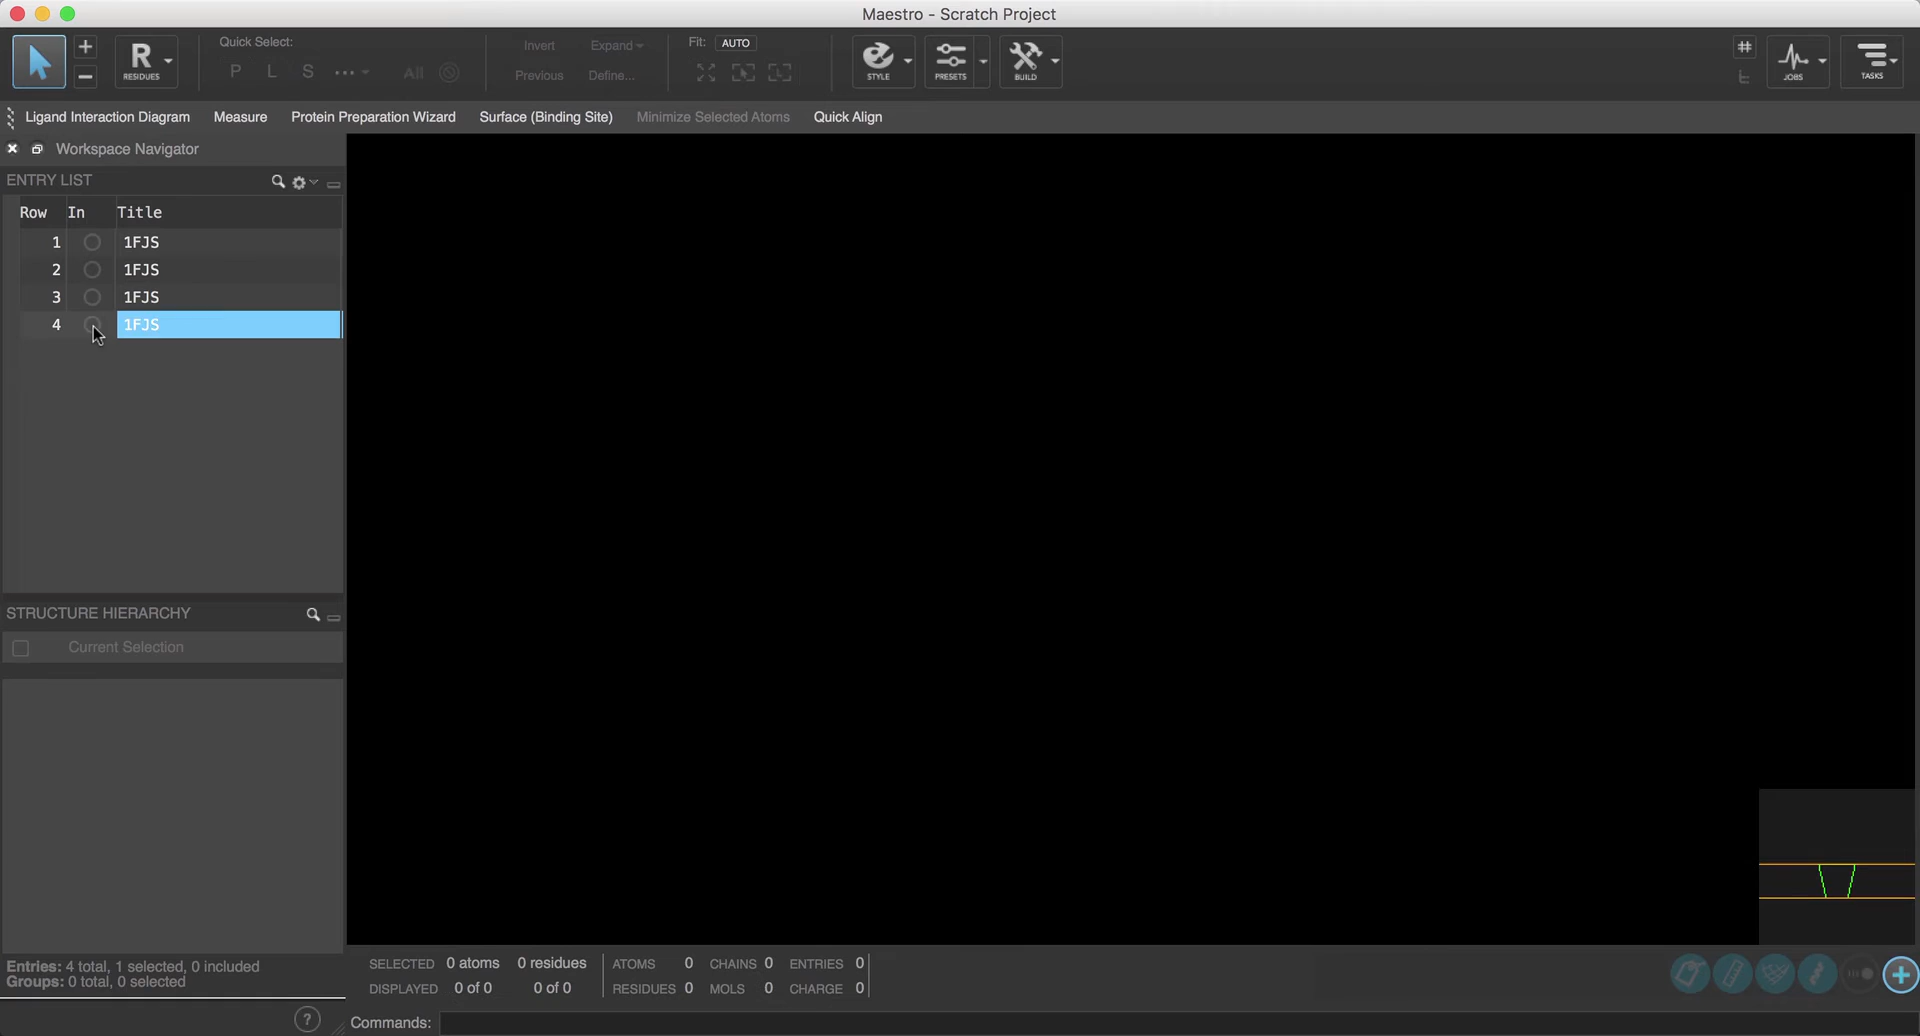 Maestro - Scratch Project
R RESIDUES
Quick Select:
P L S ... All
Invert Expand
Previous Define...
Fit: AUTO
STYLE
PRESETS
BUILD
JOBS
TASKS
Ligand Interaction Diagram Measure Protein Preparation Wizard Surface (Binding Site) Minimize Selected Atoms Quick Align
Workspace Navigator
ENTRY LIST
Row In Title
1 1FJS
2 1FJS
3 1FJS
4 1FJS
STRUCTURE HIERARCHY
Current Selection
Entries: 4 total, 1 selected, 0 included
Groups: 0 total, 0 selected
SELECTED 0 atoms 0 residues ATOMS 0 CHAINS 0 ENTRIES 0
DISPLAYED 0 of 0 0 of 0 RESIDUES 0 MOLS 0 CHARGE 0
Commands: